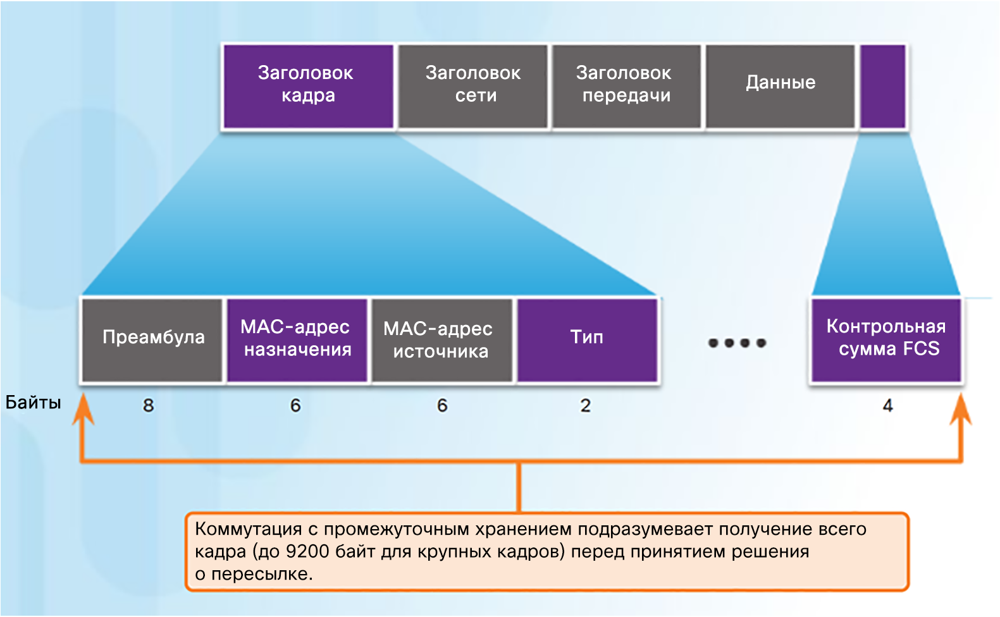 Заголовок
кадра
Заголовок
сети
Заголовок
передачи
Данные
Преамбула
MAC-адрес
назначения
MAC-адрес
источника
Тип
Контрольная
сумма FCS
Байты
8
6
6
2
4
Коммутация с промежуточным хранением подразумевает получение всего
кадра (до 9200 байт для крупных кадров) перед принятием решения
о пересылке.